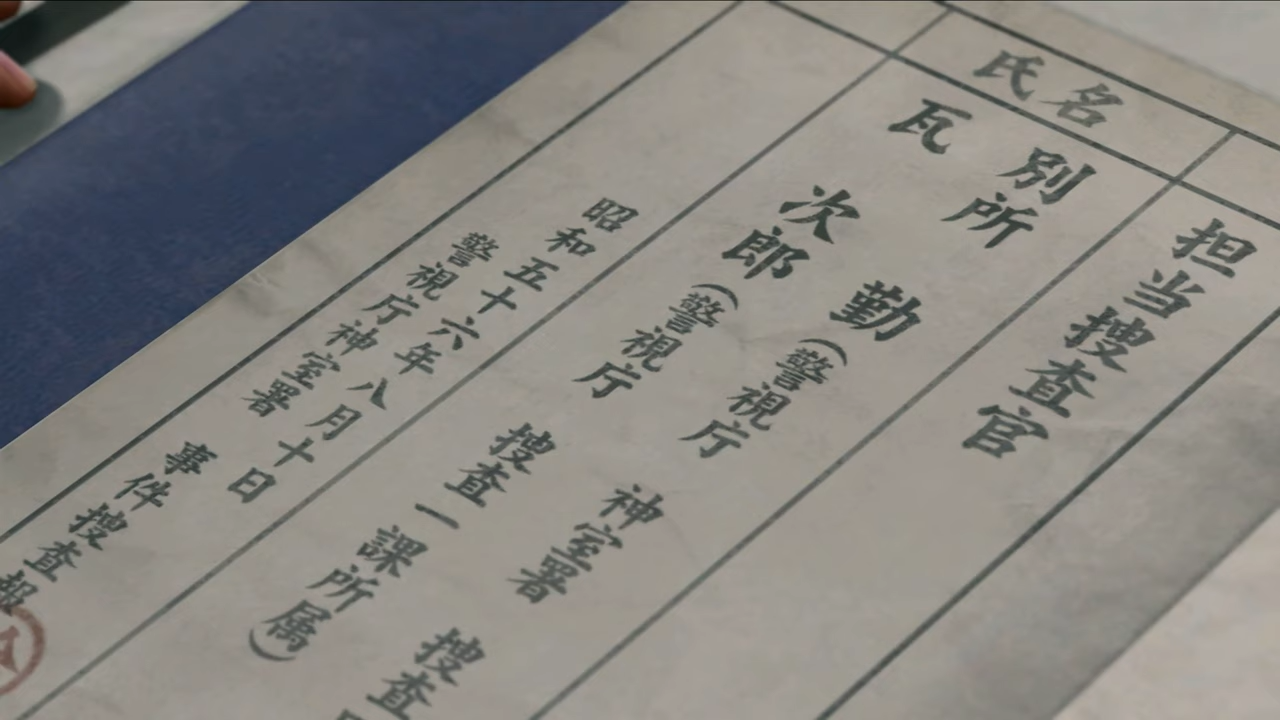 担当捜査官
氏名
別所 勤(警視庁 神室署 捜査
瓦 次郎(警視庁 捜査一課所属)
昭和五十六年八月十日
警視庁神室署 事件捜査報